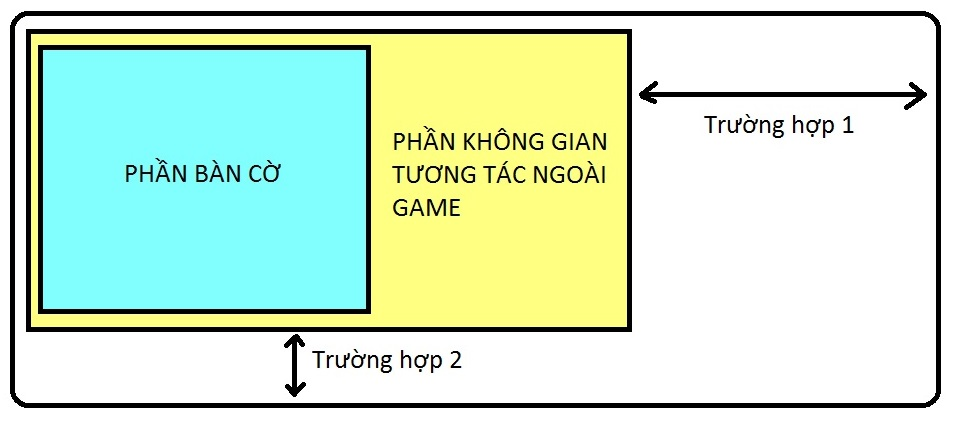 Trường hợp 1
PHẦN BÀN CỜ
PHẦN KHÔNG GIAN
TƯƠNG TÁC NGOÀI
GAME
Trường hợp 2